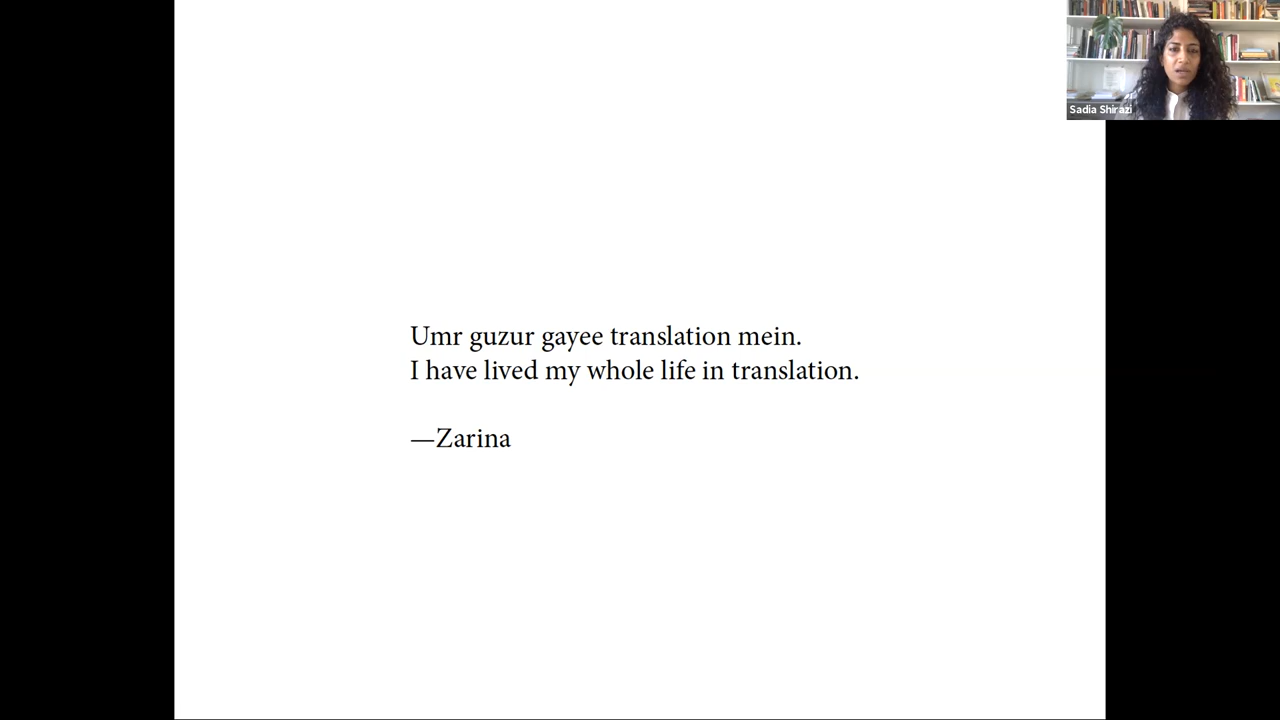 Sadia Shirazi
Umr guzur gayee translation mein.
I have lived my whole life in translation.
—Zarina